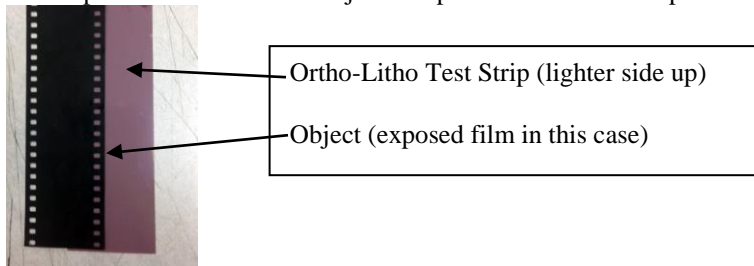 Ortho-Litho Test Strip (lighter side up)
Object (exposed film in this case)